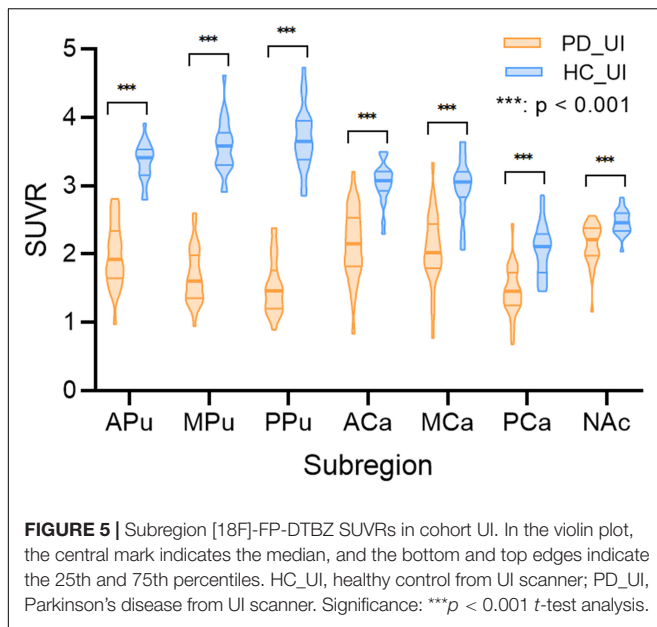 5
4
3
2
1
0
SUVR
***
***
***
***
***
***
***
PD_UI
HC_UI
***: p < 0.001
APu MPu PPu ACa MCa PCa NAc
Subregion
FIGURE 5 | Subregion [18F]-FP-DTBZ SUVRs in cohort UI. In the violin plot,
the central mark indicates the median, and the bottom and top edges indicate
the 25th and 75th percentiles. HC_UI, healthy control from UI scanner; PD_UI,
Parkinson's disease from UI scanner. Significance: ***p < 0.001 t-test analysis.